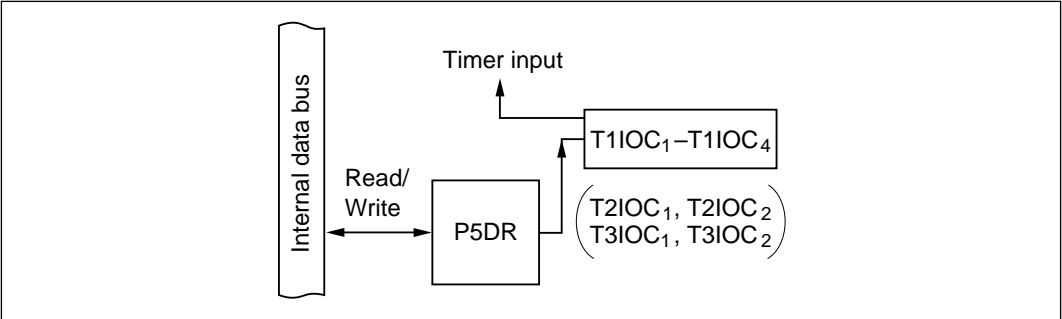 Internal data bus
Timer input
T1IOC₁–T1IOC₄
Read/
Write
P5DR
T2IOC₁, T2IOC₂
T3IOC₁, T3IOC₂